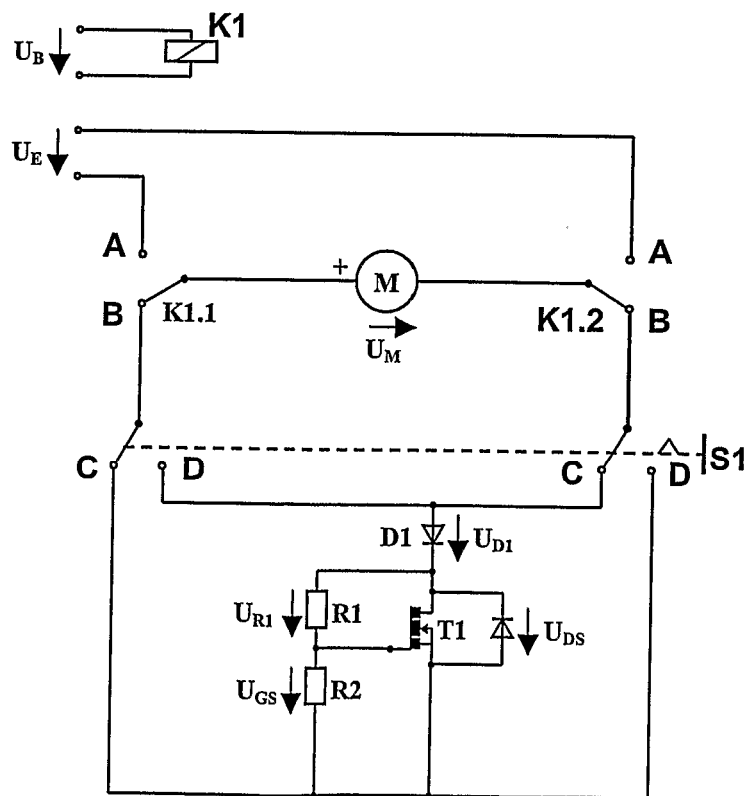 K1
U_B
U_E
A
A
+
M
B
K1.1
K1.2
B
U_M
C
D
C
D
S1
D1
U_D1
U_R1
R1
T1
U_DS
U_GS
R2